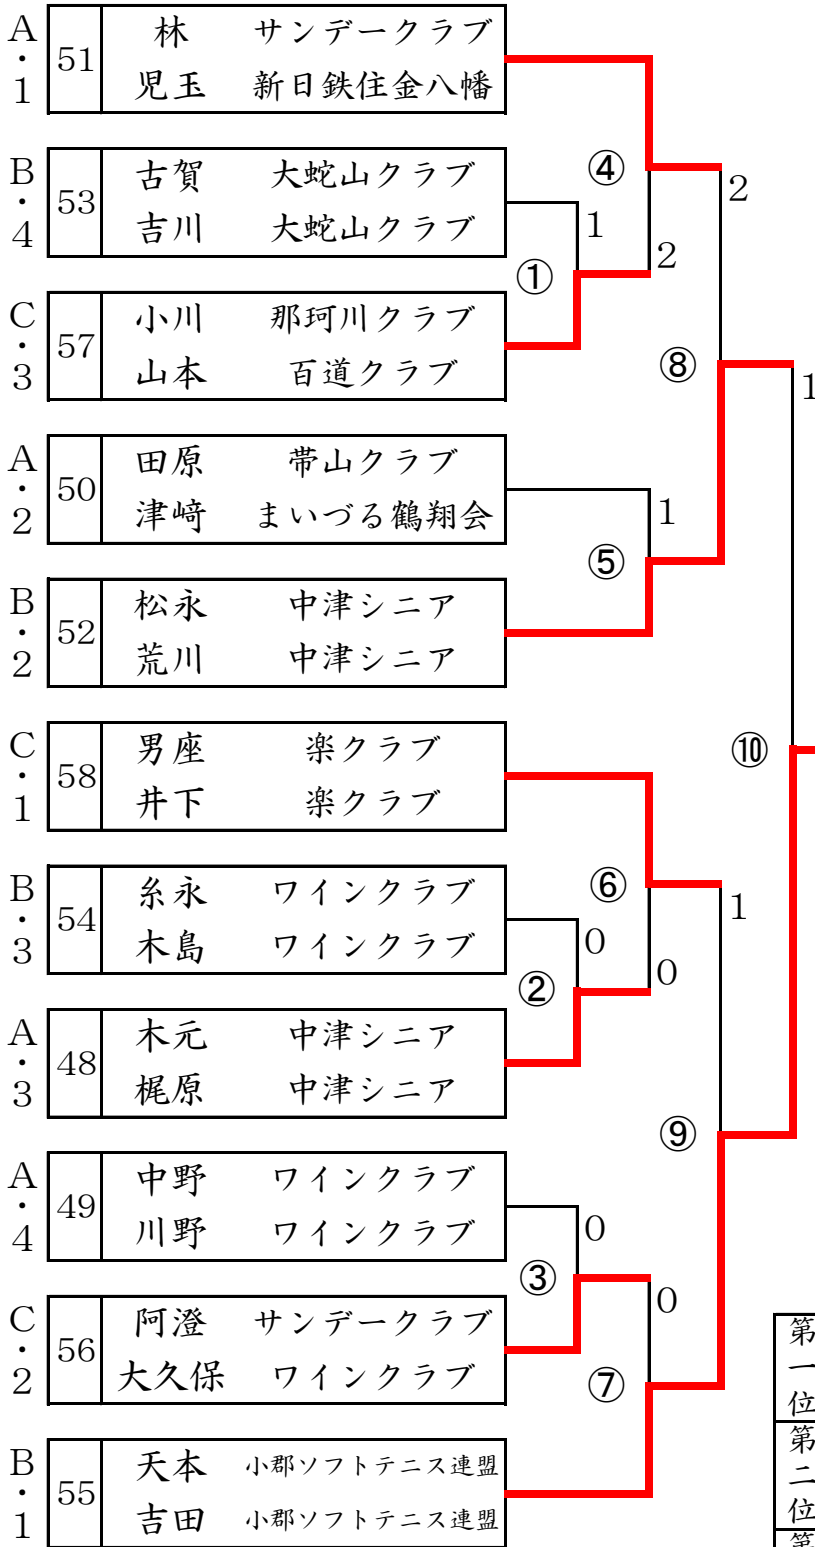 A・1 51 林 サンデークラブ
児玉 新日鉄住金八幡
④
2
B・4 53 古賀 大蛇山クラブ
吉川 大蛇山クラブ
1
2
①
C・3 57 小川 那珂川クラブ
山本 百道クラブ
⑧
1
A・2 50 田原 帯山クラブ
津﨑 まいづる鶴翔会
1
⑤
B・2 52 松永 中津シニア
荒川 中津シニア
C・1 58 男座 楽クラブ
井下 楽クラブ
⑩
B・3 54 糸永 ワインクラブ
木島 ワインクラブ
⑥
1
0
0
②
A・3 48 木元 中津シニア
梶原 中津シニア
⑨
A・4 49 中野 ワインクラブ
川野 ワインクラブ
0
③
0
C・2 56 阿澄 サンデークラブ
大久保 ワインクラブ
⑦
B・1 55 天本 小郡ソフトテニス連盟
吉田 小郡ソフトテニス連盟
第一位
第二位
第